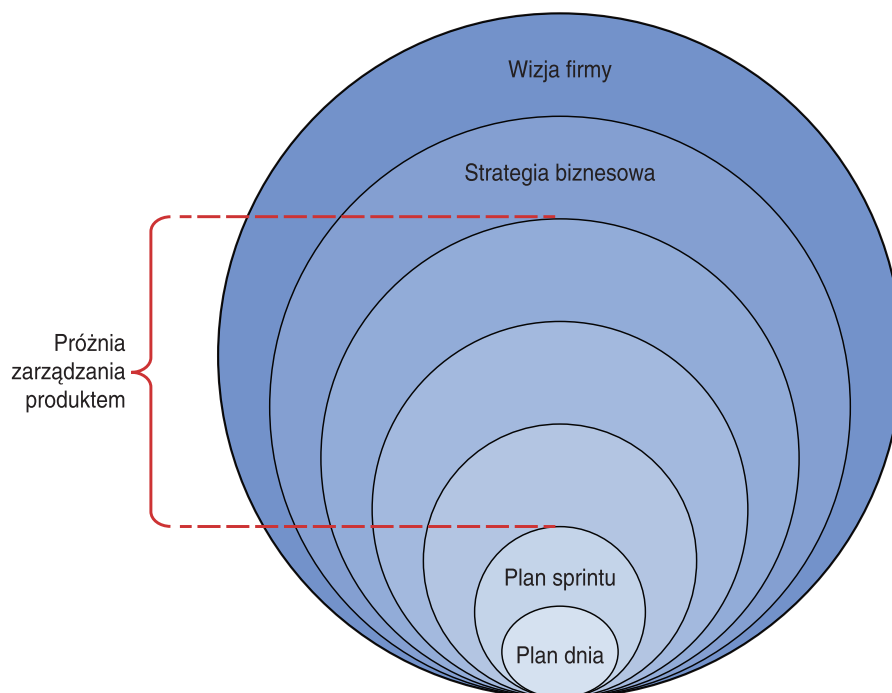 Wizja firmy
Strategia biznesowa
Próżnia
zarządzania
produktem
Plan sprintu
Plan dnia